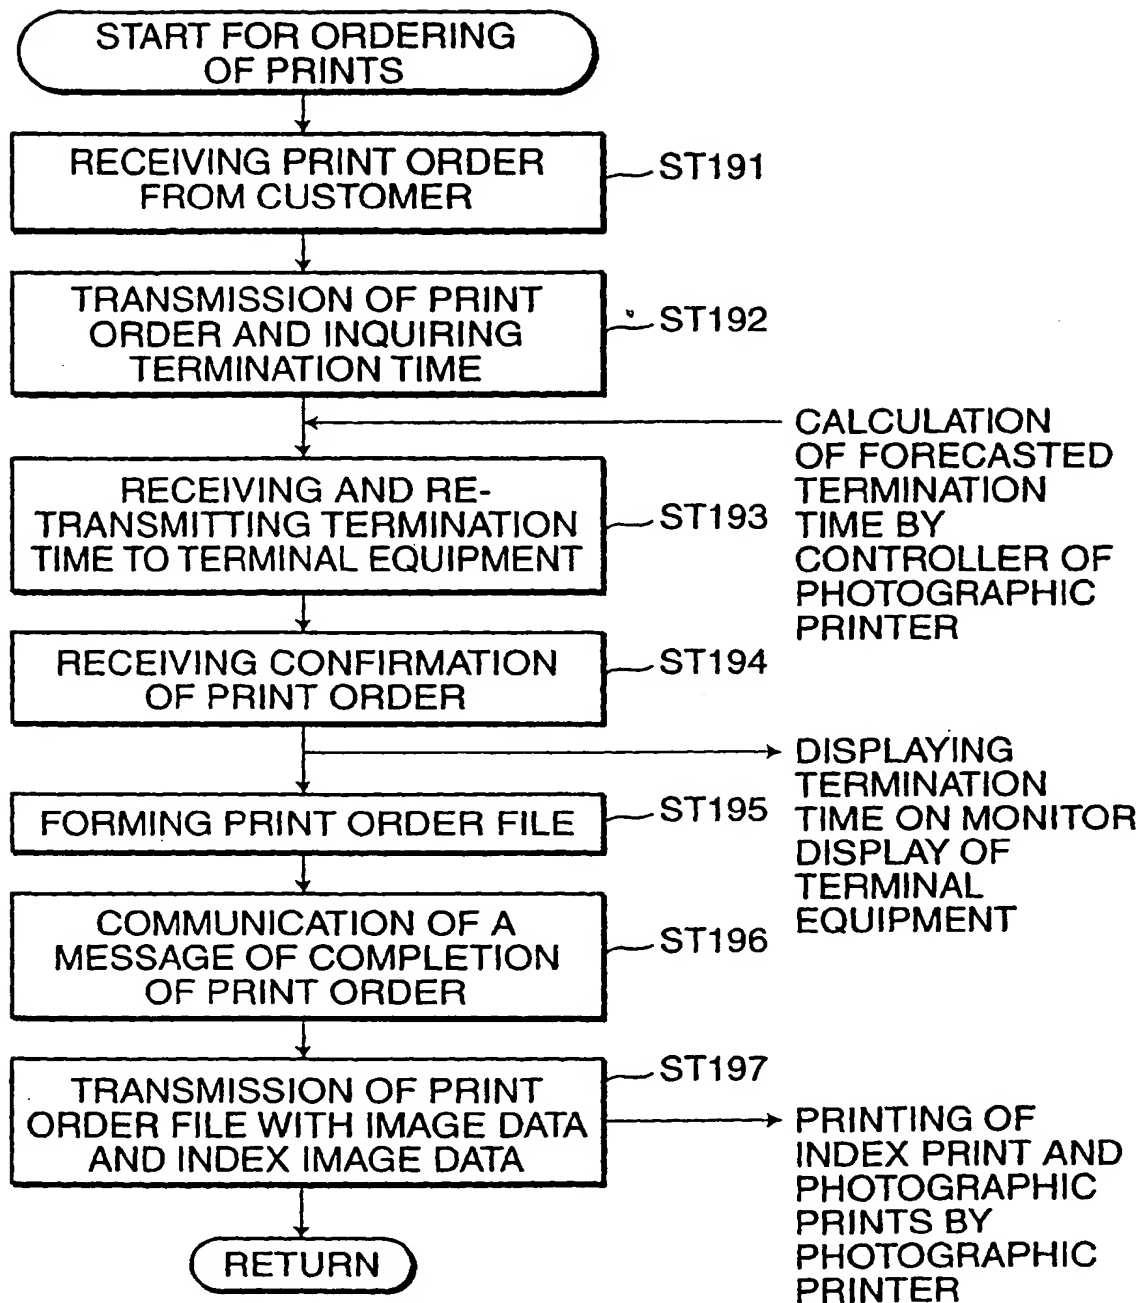 START FOR ORDERING
OF PRINTS
RECEIVING PRINT ORDER
FROM CUSTOMER
ST191
TRANSMISSION OF PRINT
ORDER AND INQUIRING
TERMINATION TIME
ST192
CALCULATION
OF FORECASTED
TERMINATION
TIME BY
CONTROLLER OF
PHOTOGRAPHIC
PRINTER
RECEIVING AND RE-
TRANSMITTING TERMINATION
TIME TO TERMINAL EQUIPMENT
ST193
RECEIVING CONFIRMATION
OF PRINT ORDER
ST194
DISPLAYING
TERMINATION
TIME ON MONITOR
DISPLAY OF
TERMINAL
EQUIPMENT
FORMING PRINT ORDER FILE
ST195
COMMUNICATION OF A
MESSAGE OF COMPLETION
OF PRINT ORDER
ST196
TRANSMISSION OF PRINT
ORDER FILE WITH IMAGE DATA
AND INDEX IMAGE DATA
ST197
PRINTING OF
INDEX PRINT AND
PHOTOGRAPHIC
PRINTS BY
PHOTOGRAPHIC
PRINTER
RETURN